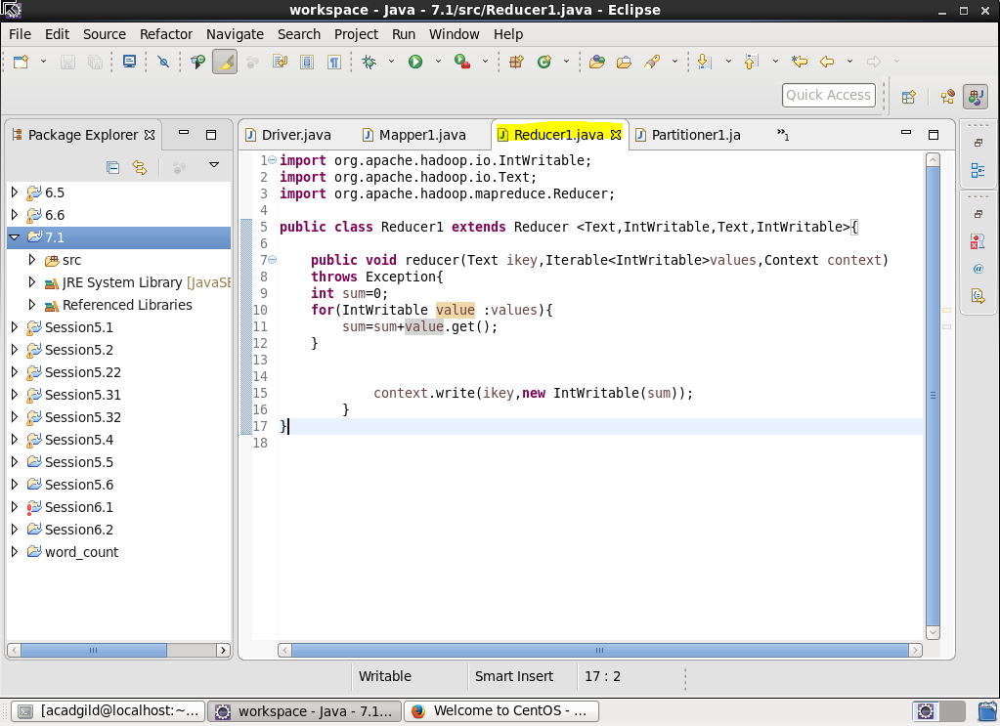 workspace - Java - 7.1/src/Reducer1.java - Eclipse
File Edit Source Refactor Navigate Search Project Run Window Help
Quick Access
Package Explorer
6.5
6.6
7.1
src
JRE System Library [JavaSE
Referenced Libraries
Session5.1
Session5.2
Session5.22
Session5.31
Session5.32
Session5.4
Session5.5
Session5.6
Session6.1
Session6.2
word_count
Driver.java Mapper1.java Reducer1.java Partitioner1.ja »1
1 import org.apache.hadoop.io.IntWritable;
2 import org.apache.hadoop.io.Text;
3 import org.apache.hadoop.mapreduce.Reducer;
4
5 public class Reducer1 extends Reducer <Text,IntWritable,Text,IntWritable>{
6
7 public void reducer(Text ikey,Iterable<IntWritable>values,Context context)
8 throws Exception{
9 int sum=0;
10 for(IntWritable value :values){
11 sum=sum+value.get();
12 }
13
14
15 context.write(ikey,new IntWritable(sum));
16 }
17 }
18
Writable Smart Insert 17 : 2
[acadgild@localhost:~... workspace - Java - 7.1... Welcome to CentOS - ...